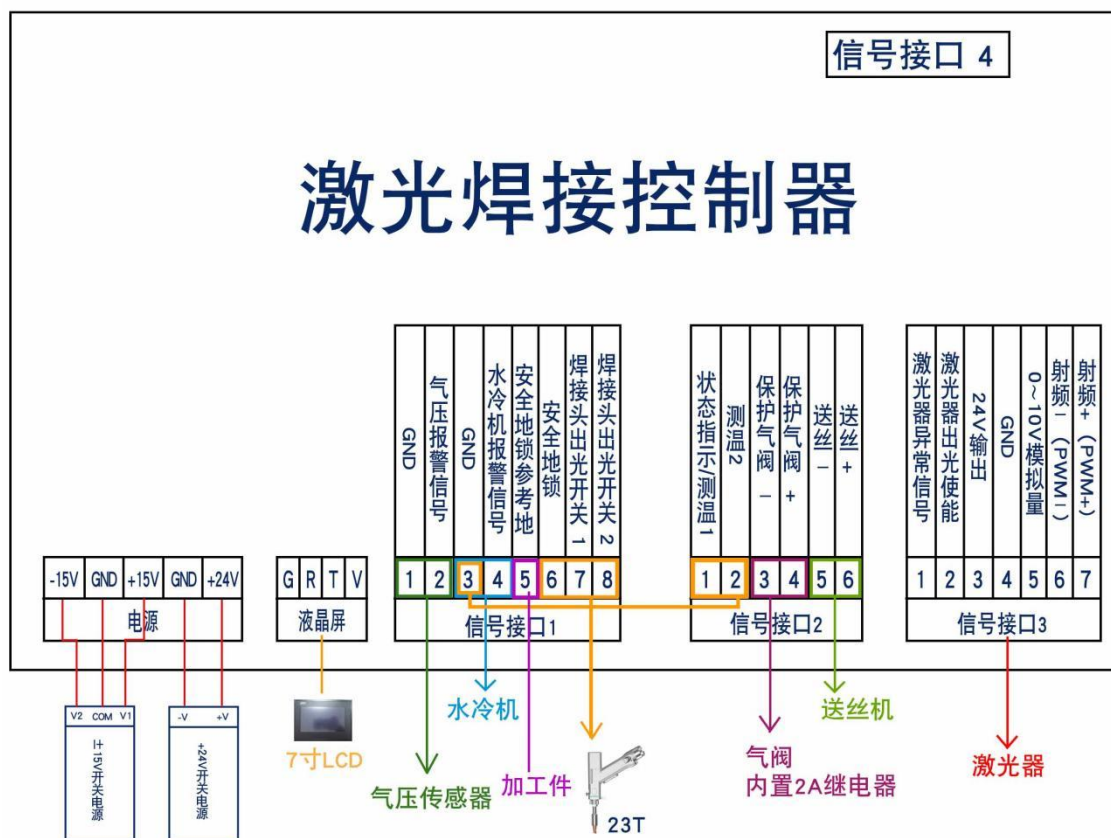 信号接口 4
激光焊接控制器
GND
气压报警信号
GND
水冷机报警信号
安全地锁参考地
安全地锁
焊接头出光开关 1
焊接头出光开关 2
状态指示/测温 1
测温2
保护气阀 -
保护气阀 +
送丝 -
送丝 +
激光器异常信号
激光器出光使能
24V输出
GND
0~10V模拟量
射频- (PWM-)
射频+ (PWM+)
-15V GND +15V GND +24V
电源
G R T V
液晶屏
1 2 3 4 5 6 7 8
信号接口1
1 2 3 4 5 6
信号接口2
1 2 3 4 5 6 7
信号接口3
V2 COM V1
±15V开关电源
-V +V
+24V开关电源
7寸LCD
气压传感器
水冷机
加工件
23T
气阀
内置2A继电器
送丝机
激光器